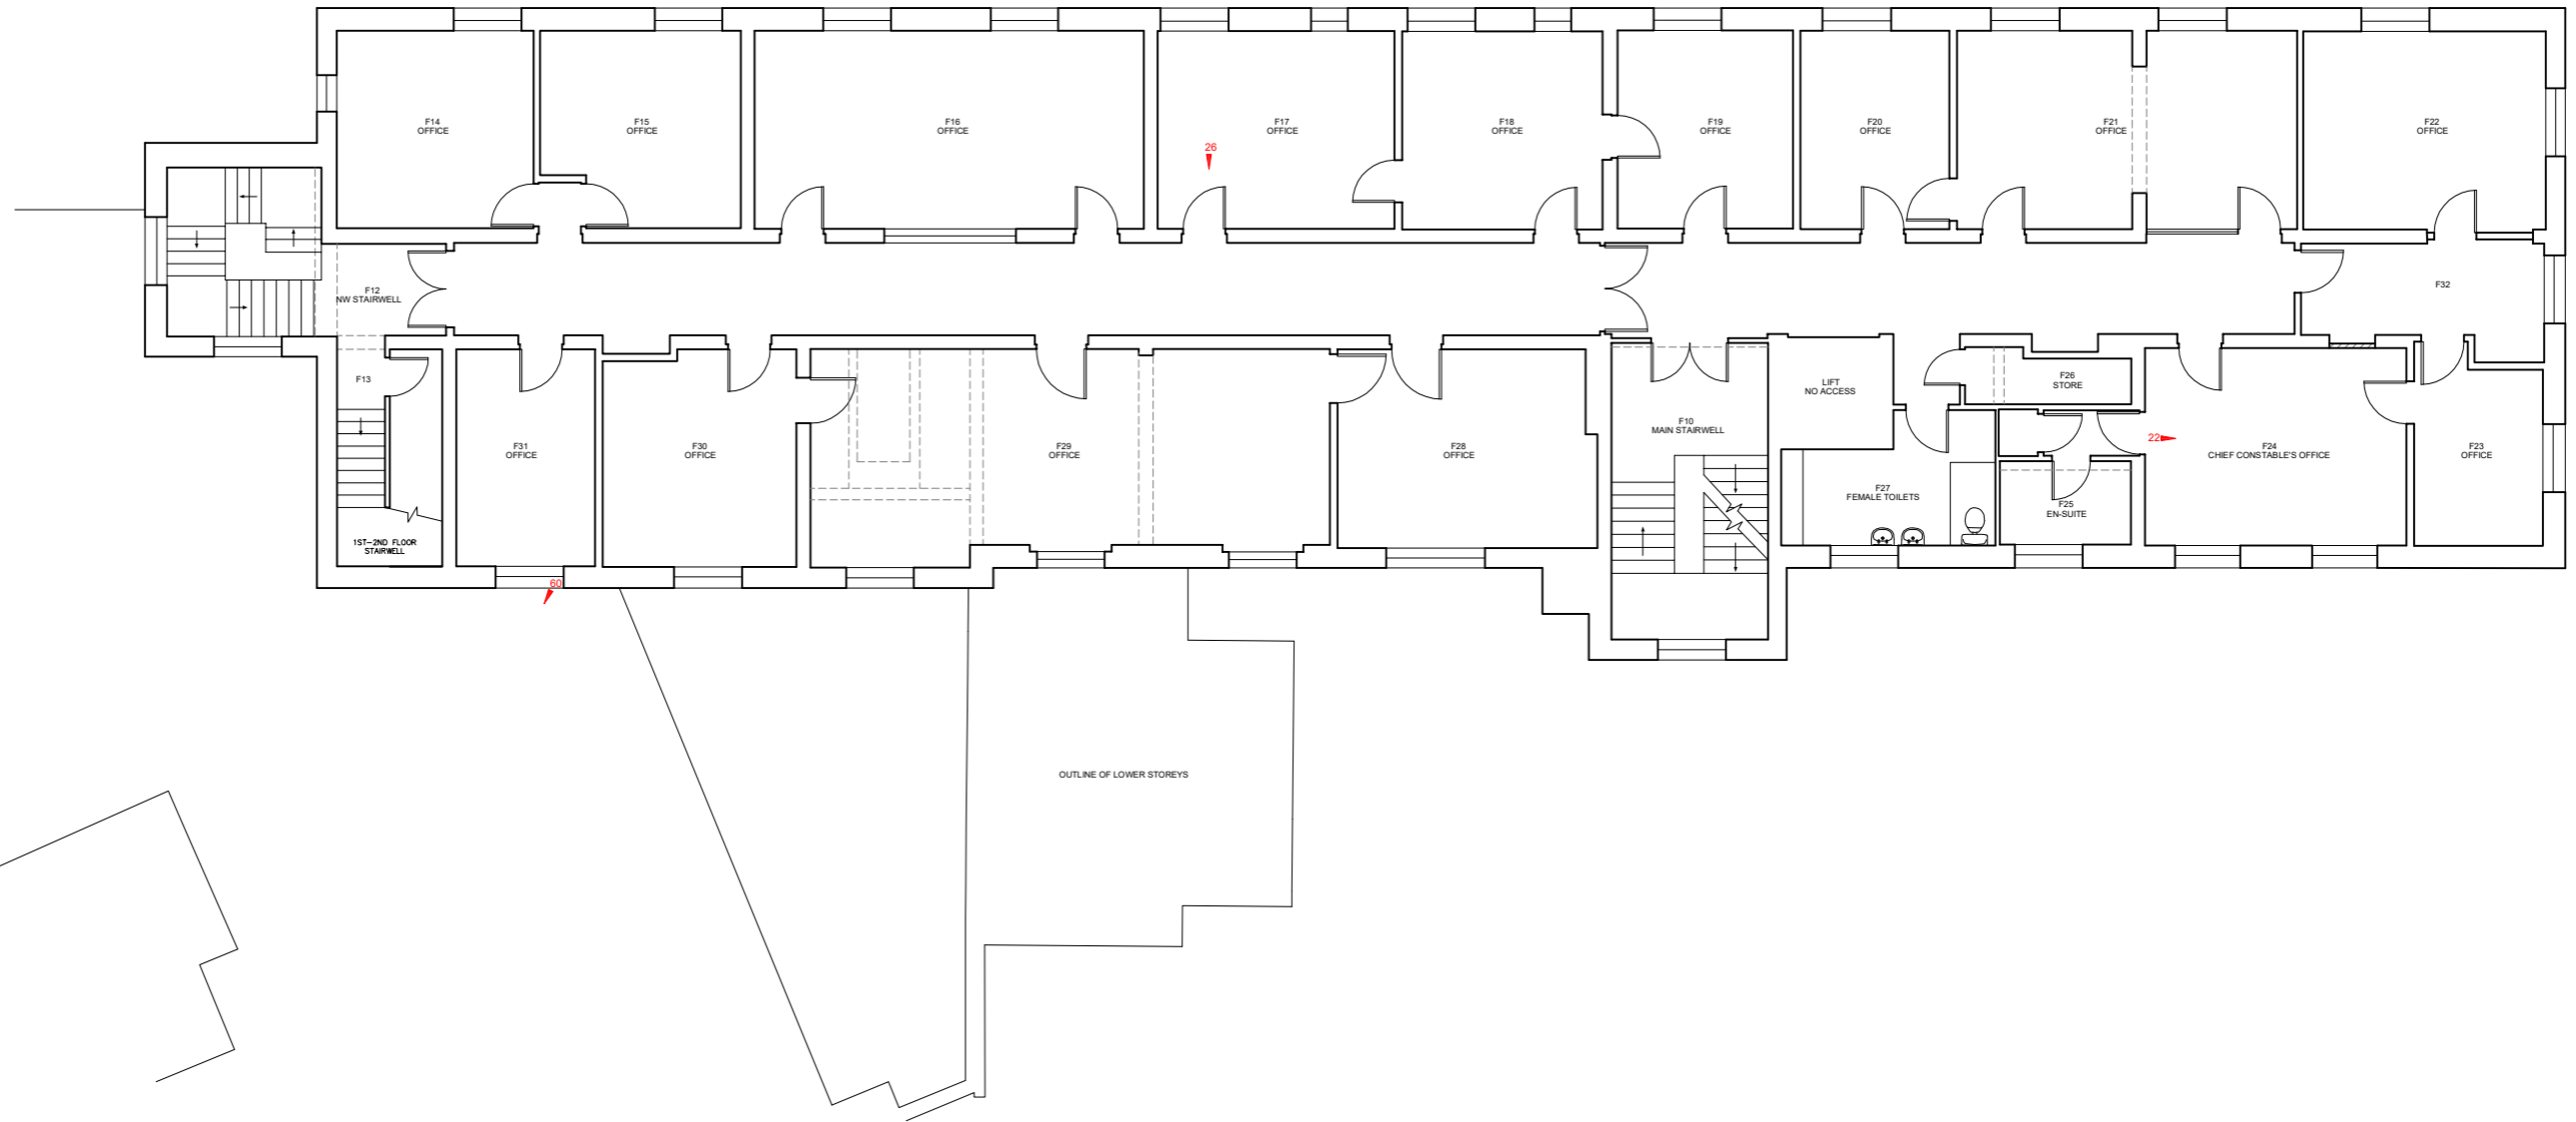 F14
OFFICE
F15
OFFICE
F16
OFFICE
F17
OFFICE
F18
OFFICE
F19
OFFICE
F20
OFFICE
F21
OFFICE
F22
OFFICE
26
F12
NW STAIRWELL
F32
F13
F31
OFFICE
F30
OFFICE
F29
OFFICE
F28
OFFICE
F10
MAIN STAIRWELL
LIFT
NO ACCESS
F26
STORE
22
F24
CHIEF CONSTABLE'S OFFICE
F23
OFFICE
F27
FEMALE TOILETS
F25
EN-SUITE
1ST-2ND FLOOR
STAIRWELL
60
OUTLINE OF LOWER STOREYS